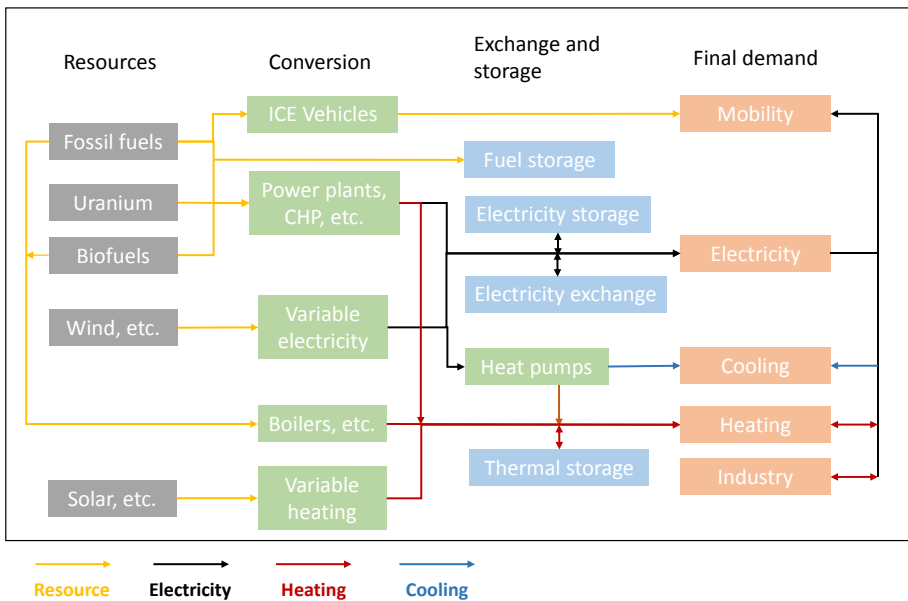 Resources
Conversion
Exchange and
storage
Final demand
Fossil fuels
Uranium
Biofuels
Wind, etc.
Solar, etc.
ICE Vehicles
Power plants,
CHP, etc.
Variable
electricity
Boilers, etc.
Variable
heating
Fuel storage
Electricity storage
Electricity exchange
Heat pumps
Thermal storage
Mobility
Electricity
Cooling
Heating
Industry
Resource
Electricity
Heating
Cooling